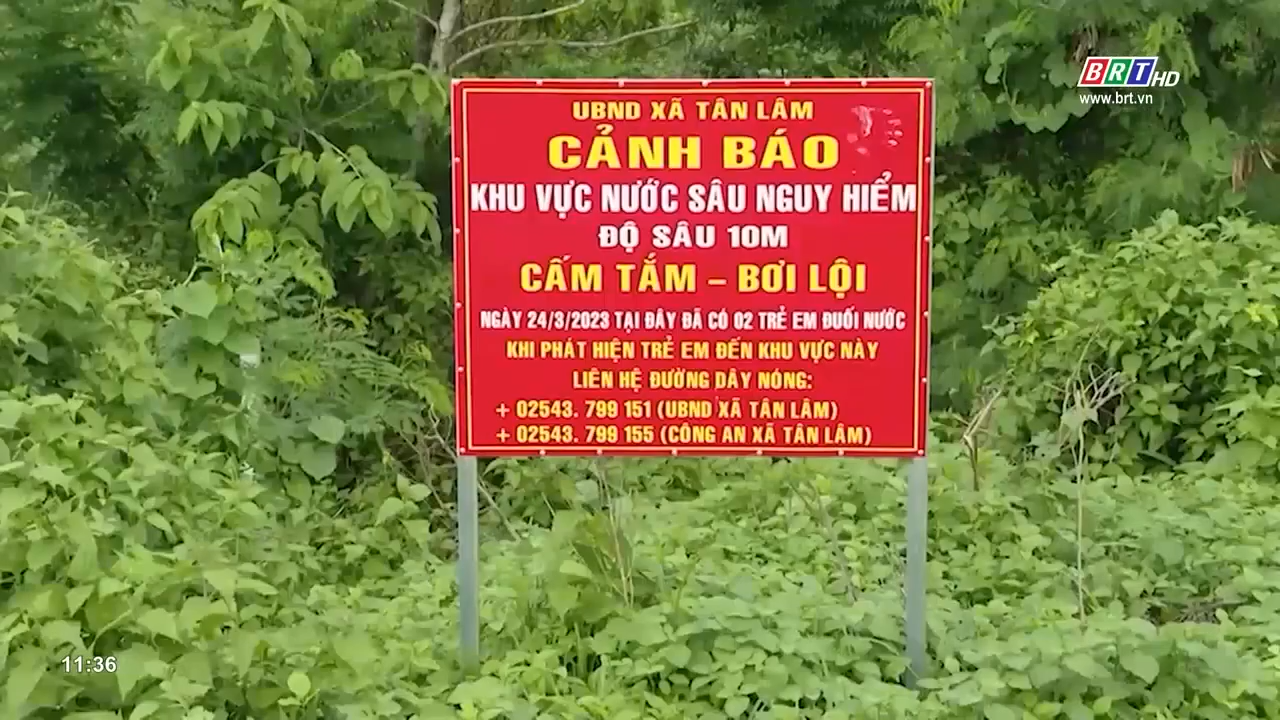 BRT HD
www.brt.vn
UBND XÃ TÂN LÂM
CẢNH BÁO
KHU VỰC NƯỚC SÂU NGUY HIỂM
ĐỘ SÂU 10M
CẤM TẮM – BƠI LỘI
NGÀY 24/3/2023 TẠI ĐÂY ĐÃ CÓ 02 TRẺ EM ĐUỐI NƯỚC
KHI PHÁT HIỆN TRẺ EM ĐẾN KHU VỰC NÀY
LIÊN HỆ ĐƯỜNG DÂY NÓNG:
+ 02543. 799 151 (UBND XÃ TÂN LÂM)
+ 02543. 799 155 (CÔNG AN XÃ TÂN LÂM)
11:36